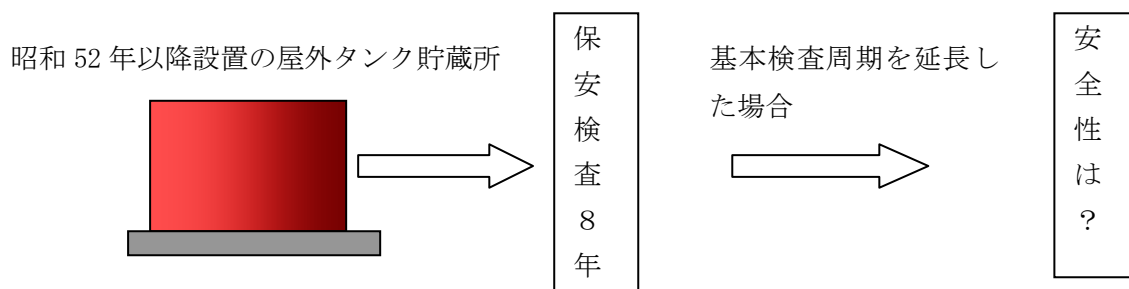 昭和 52 年以降設置の屋外タンク貯蔵所
保安検査８年
基本検査周期を延長し
た場合
安全性は？